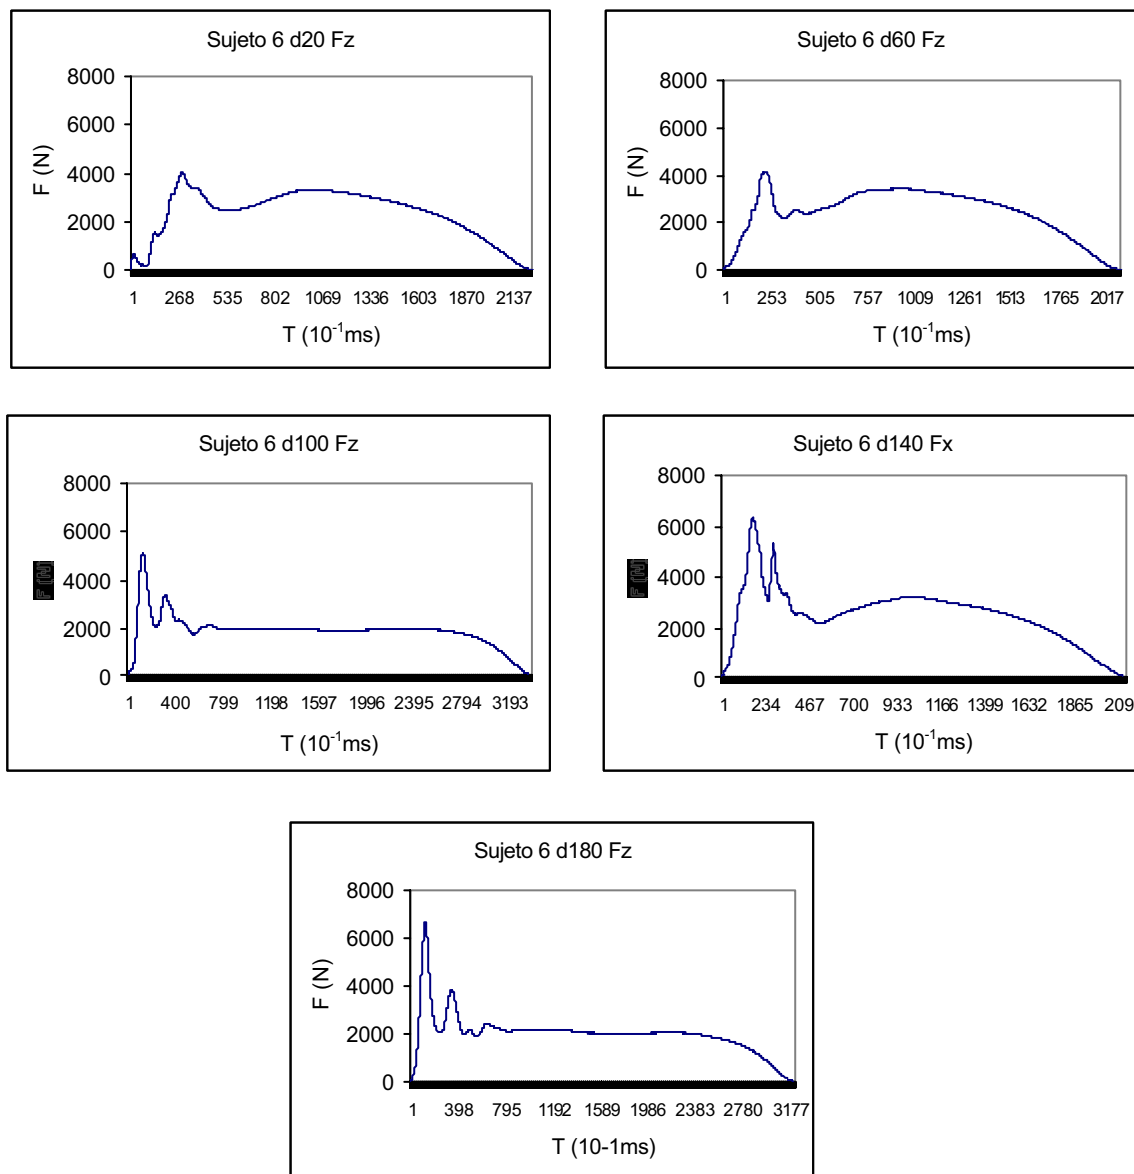 Sujeto 6 d20 Fz
8000
6000
4000
2000
0
F (N)
1 268 535 802 1069 1336 1603 1870 2137
T (10⁻¹ms)
Sujeto 6 d60 Fz
8000
6000
4000
2000
0
F (N)
1 253 505 757 1009 1261 1513 1765 2017
T (10⁻¹ms)
Sujeto 6 d100 Fz
8000
6000
4000
2000
0
F (N)
1 400 799 1198 1597 1996 2395 2794 3193
T (10⁻¹ms)
Sujeto 6 d140 Fx
8000
6000
4000
2000
0
F (N)
1 234 467 700 933 1166 1399 1632 1865 209
T (10⁻¹ms)
Sujeto 6 d180 Fz
8000
6000
4000
2000
0
F (N)
1 398 795 1192 1589 1986 2383 2780 3177
T (10-1ms)